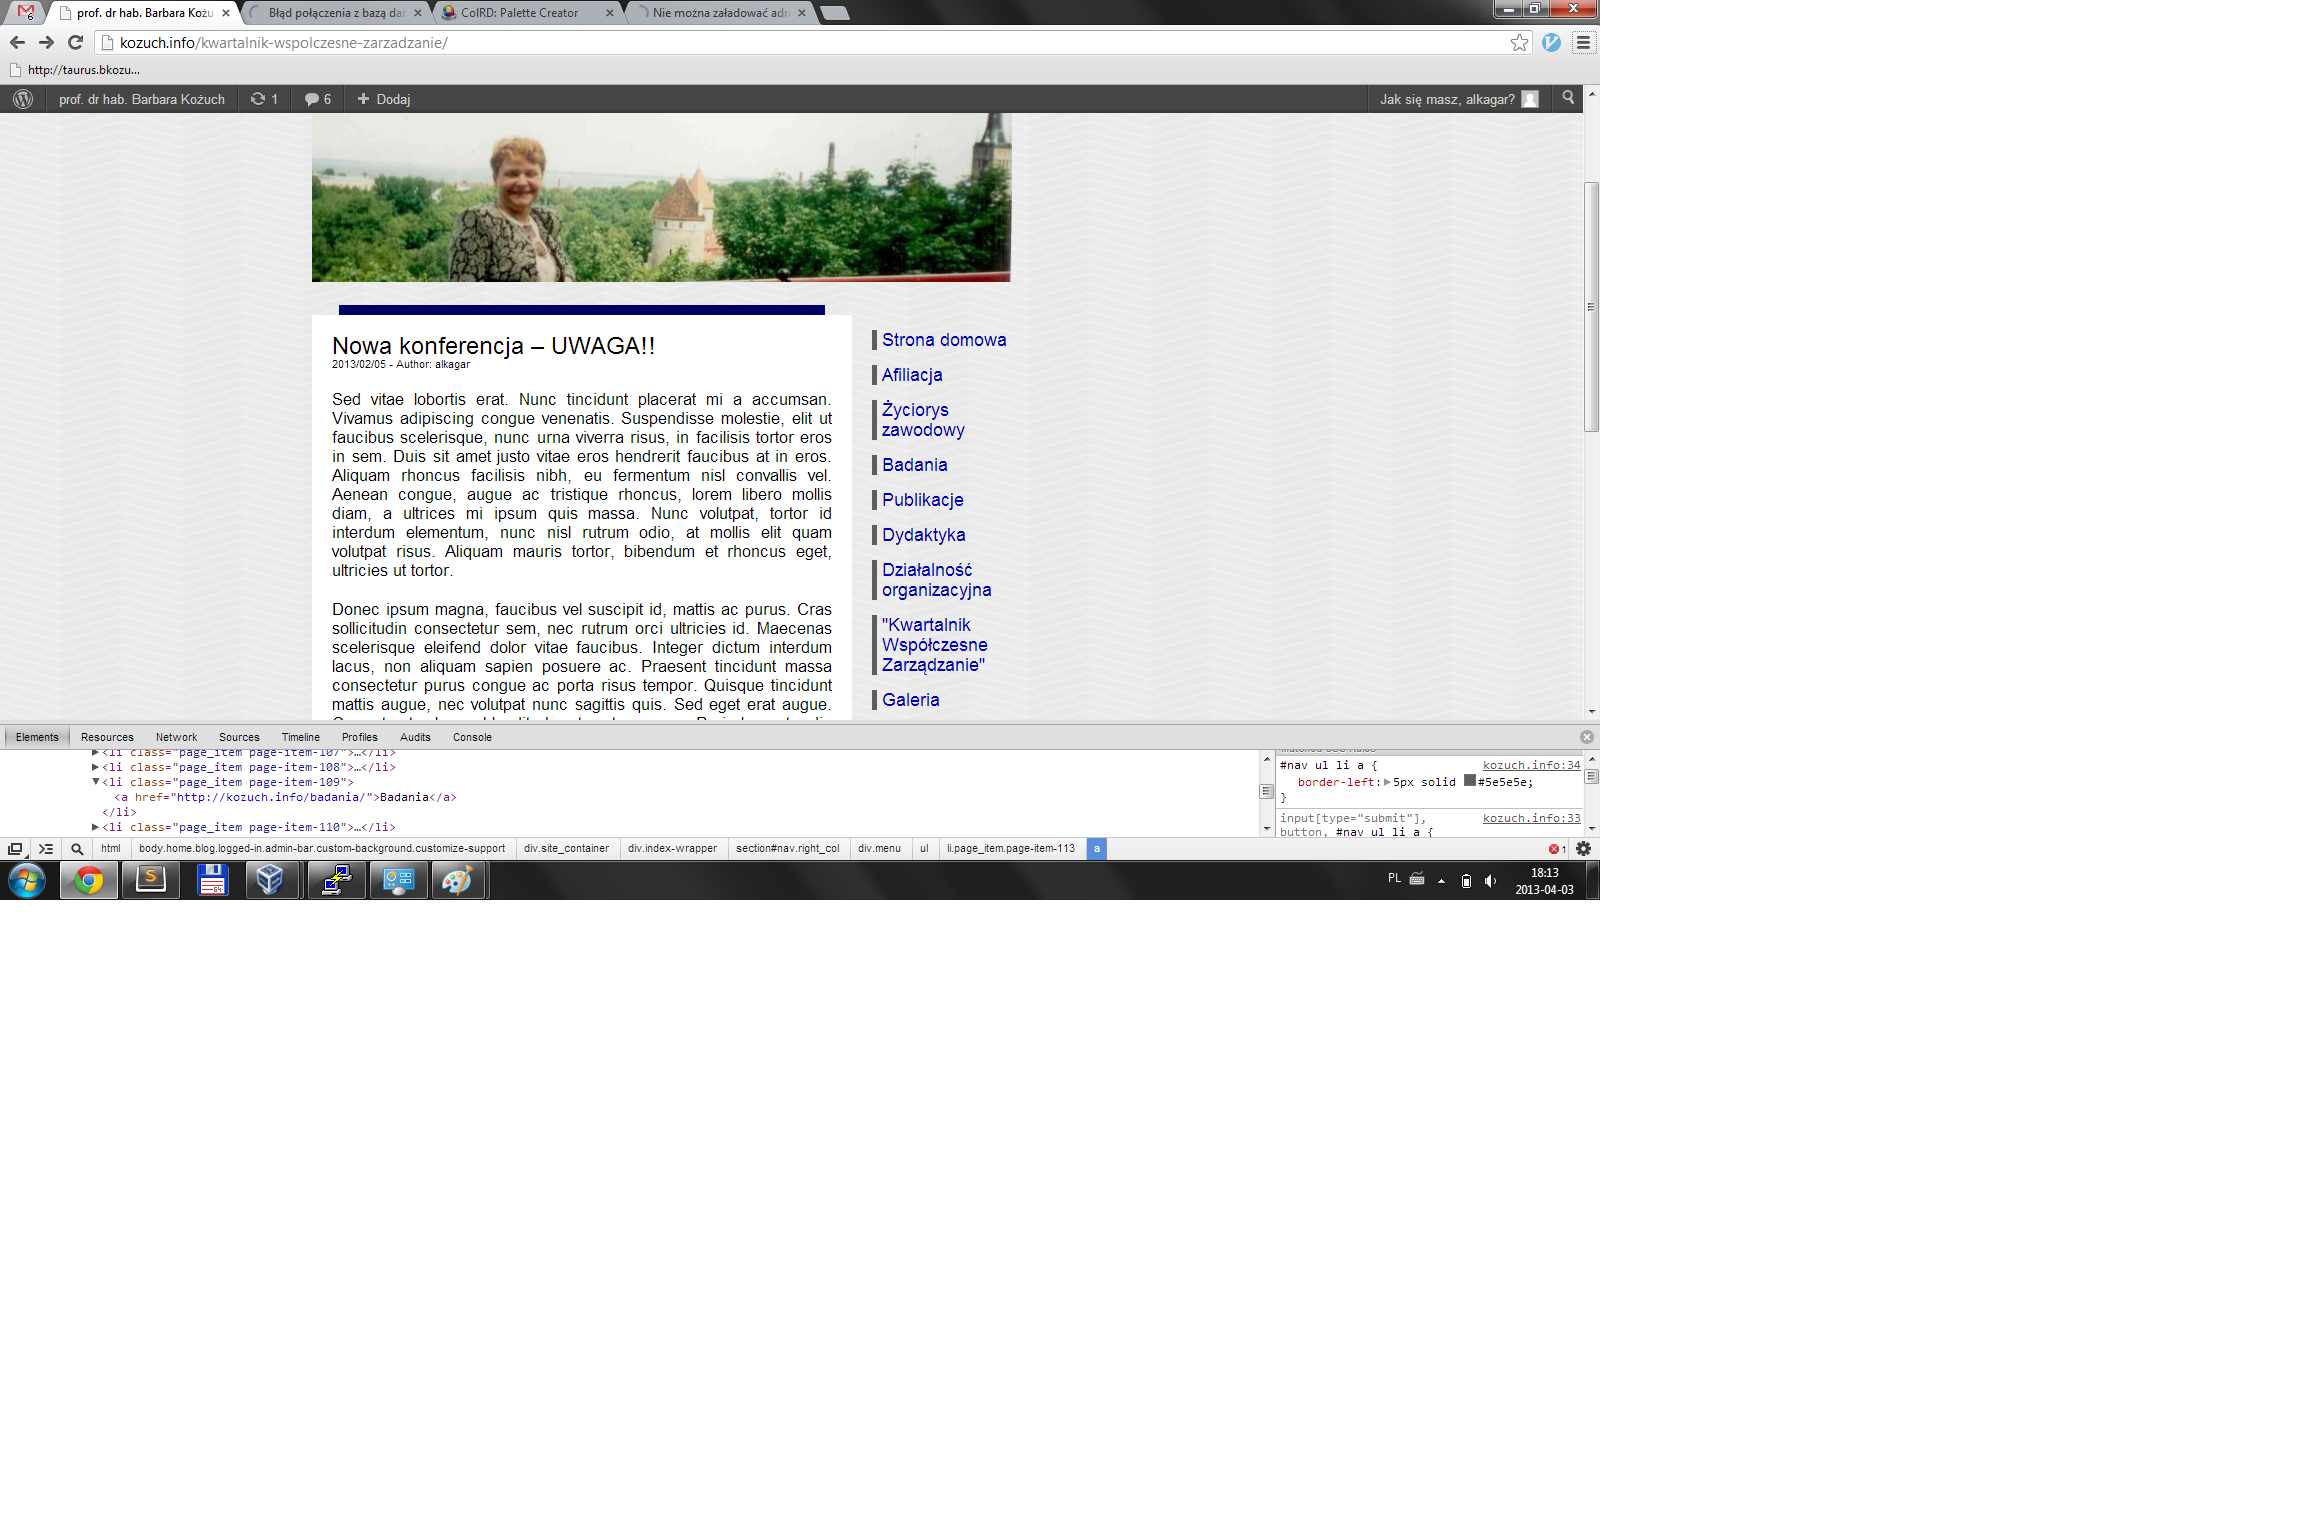 6
prof. dr hab. Barbara Kożu
Błąd połączenia z bazą dan
ColRD: Palette Creator
Nie można załadować adr
kozuch.info/kwartalnik-wspolczesne-zarzadzanie/
http://taurus.bkozu...
prof. dr hab. Barbara Kożuch
1
6
Dodaj
Jak się masz, alkagar?
Nowa konferencja – UWAGA!!
2013/02/05 - Author: alkagar
Sed vitae lobortis erat. Nunc tincidunt placerat mi a accumsan.
Vivamus adipiscing congue venenatis. Suspendisse molestie, elit ut
faucibus scelerisque, nunc urna viverra risus, in facilisis tortor eros
in sem. Duis sit amet justo vitae eros hendrerit faucibus at in eros.
Aliquam rhoncus facilisis nibh, eu fermentum nisl convallis vel.
Aenean congue, augue ac tristique rhoncus, lorem libero mollis
diam, a ultrices mi ipsum quis massa. Nunc volutpat, tortor id
interdum elementum, nunc nisl rutrum odio, at mollis elit quam
volutpat risus. Aliquam mauris tortor, bibendum et rhoncus eget,
ultricies ut tortor.
Donec ipsum magna, faucibus vel suscipit id, mattis ac purus. Cras
sollicitudin consectetur sem, nec rutrum orci ultricies id. Maecenas
scelerisque eleifend dolor vitae faucibus. Integer dictum interdum
lacus, non aliquam sapien posuere ac. Praesent tincidunt massa
consectetur purus congue ac porta risus tempor. Quisque tincidunt
mattis augue, nec volutpat nunc sagittis quis. Sed eget erat augue.
Strona domowa
Afiliacja
Życiorys
zawodowy
Badania
Publikacje
Dydaktyka
Działalność
organizacyjna
"Kwartalnik
Współczesne
Zarządzanie"
Galeria
Elements
Resources
Network
Sources
Timeline
Profiles
Audits
Console
<li class="page_item page-item-107">…</li>
<li class="page_item page-item-108">…</li>
<li class="page_item page-item-109">
<a href="http://kozuch.info/badania/">Badania</a>
</li>
<li class="page_item page-item-110">…</li>
#nav ul li a {
kozuch.info:34
border-left: 5px solid #5e5e5e;
}
input[type="submit"],
kozuch.info:33
button, #nav ul li a {
html
body.home.blog.logged-in.admin-bar.custom-background.customize-support
div.site_container
div.index-wrapper
section#nav.right_col
div.menu
ul
li.page_item.page-item-113
a
1
S
64
PL
18:13
2013-04-03